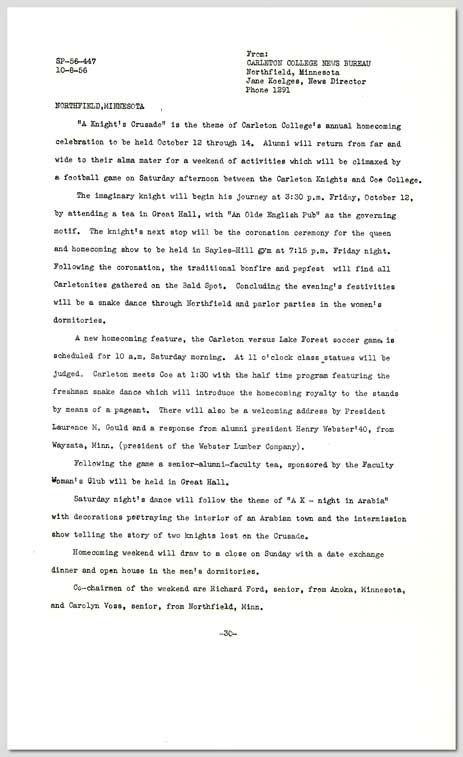 SP-56-447
10-8-56
From:
CARLETON COLLEGE NEWS BUREAU
Northfield, Minnesota
Jane Koelges, News Director
Phone 1291
NORTHFIELD,MINNESOTA
"A Knight's Crusade" is the theme of Carleton College's annual homecoming
celebration to be held October 12 through 14. Alumni will return from far and
wide to their alma mater for a weekend of activities which will be climaxed by
a football game on Saturday afternoon between the Carleton Knights and Coe College.
The imaginary knight will begin his journey at 3:30 p.m. Friday, October 12,
by attending a tea in Great Hall, with "An Olde English Pub" as the governing
motif. The knight's next stop will be the coronation ceremony for the queen
and homecoming show to be held in Sayles-Hill gym at 7:15 p.m. Friday night.
Following the coronation, the traditional bonfire and pepfest will find all
Carletonites gathered on the Bald Spot. Concluding the evening's festivities
will be a snake dance through Northfield and parlor parties in the women's
dormitories.
A new homecoming feature, the Carleton versus Lake Forest soccer game is
scheduled for 10 a.m. Saturday morning. At 11 o'clock class statues will be
judged. Carleton meets Coe at 1:30 with the half time program featuring the
freshman snake dance which will introduce the homecoming royalty to the stands
by means of a pageant. There will also be a welcoming address by President
Laurence M. Gould and a response from alumni president Henry Webster'40, from
Wayzata, Minn. (president of the Webster Lumber Company).
Following the game a senior-alumni-faculty tea, sponsored by the Faculty
Woman's Club will be held in Great Hall.
Saturday night's dance will follow the theme of "A K - night in Arabia"
with decorations portraying the interior of an Arabian town and the intermission
show telling the story of two knights lost on the Crusade.
Homecoming weekend will draw to a close on Sunday with a date exchange
dinner and open house in the men's dormitories.
Co-chairmen of the weekend are Richard Ford, senior, from Anoka, Minnesota,
and Carolyn Voss, senior, from Northfield, Minn.
-30-